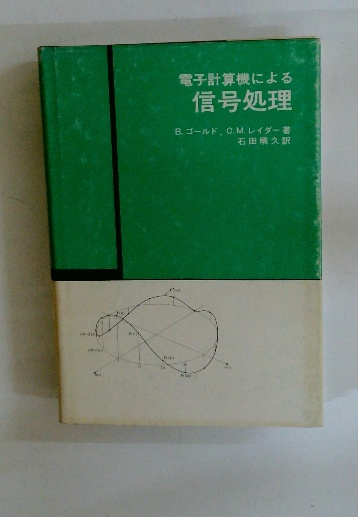 電子計算機による
信号処理
B.ゴールド, C.M.レイダー 著
石田晴久 訳